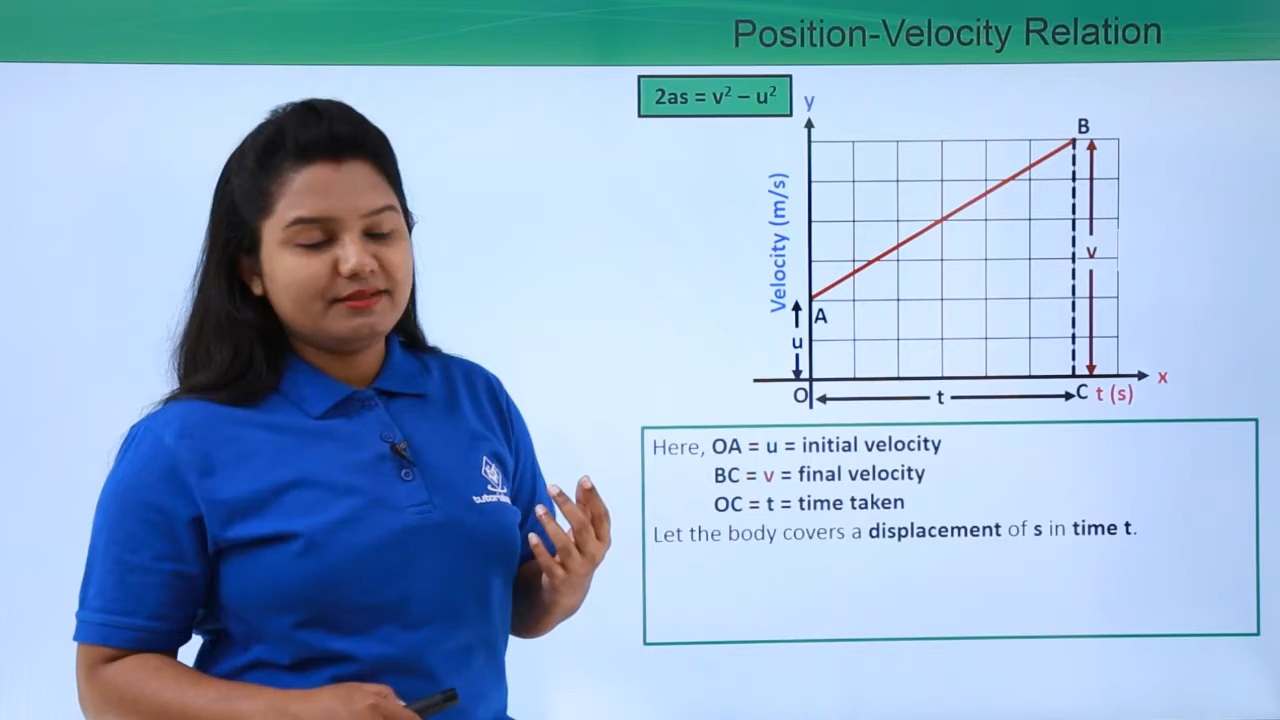 Position-Velocity Relation
2as = v² – u²
y
B
Velocity (m/s)
v
A
u
O
t
C
t (s)
x
Here, OA = u = initial velocity
BC = v = final velocity
OC = t = time taken
Let the body covers a displacement of s in time t.